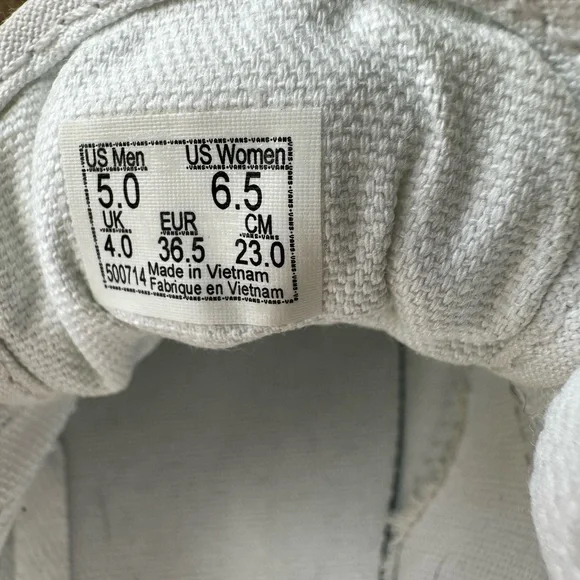 US Men US Women
5.0 6.5
UK EUR CM
4.0 36.5 23.0
500714 Made in Vietnam
Fabrique en Vietnam